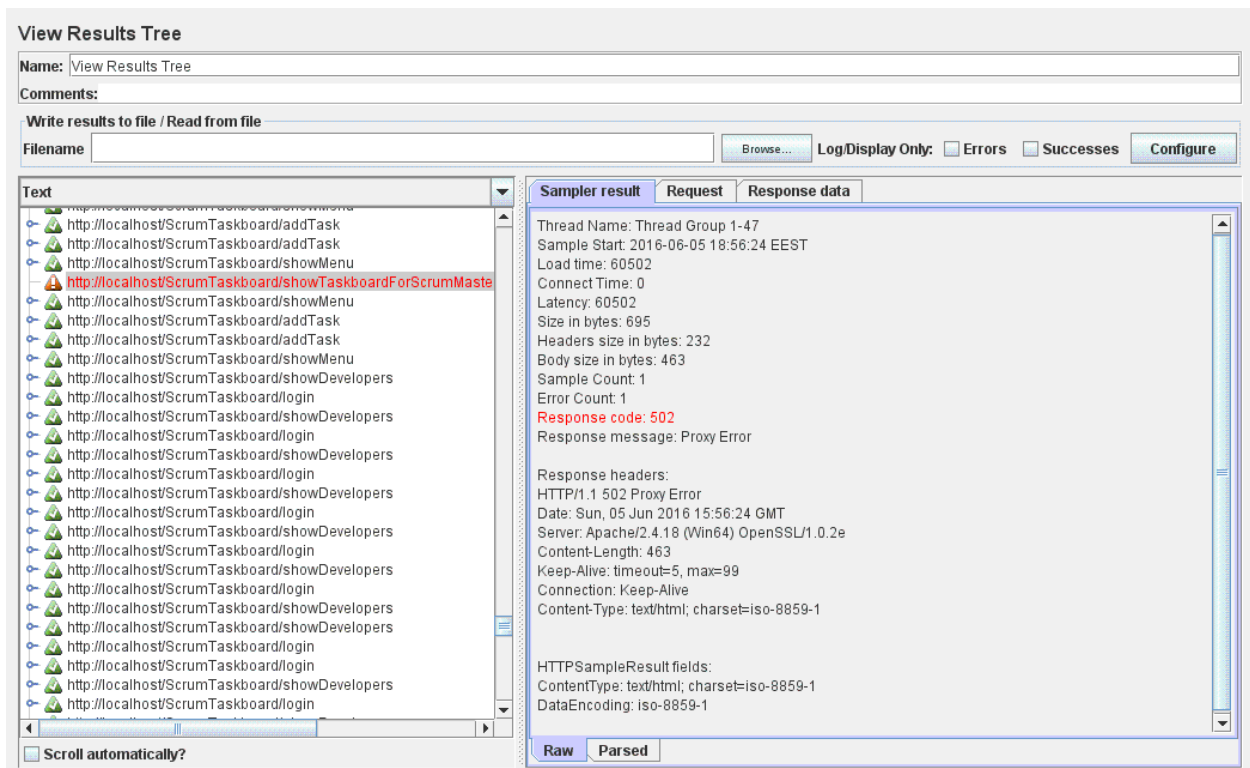 View Results Tree
Name: View Results Tree
Comments:
Write results to file / Read from file
Filename Browse... Log/Display Only: Errors Successes Configure
Text
http://localhost/ScrumTaskboard/showMenu
http://localhost/ScrumTaskboard/addTask
http://localhost/ScrumTaskboard/addTask
http://localhost/ScrumTaskboard/showMenu
http://localhost/ScrumTaskboard/showTaskboardForScrumMaste
http://localhost/ScrumTaskboard/showMenu
http://localhost/ScrumTaskboard/addTask
http://localhost/ScrumTaskboard/addTask
http://localhost/ScrumTaskboard/showMenu
http://localhost/ScrumTaskboard/showDevelopers
http://localhost/ScrumTaskboard/login
http://localhost/ScrumTaskboard/showDevelopers
http://localhost/ScrumTaskboard/login
http://localhost/ScrumTaskboard/showDevelopers
http://localhost/ScrumTaskboard/login
http://localhost/ScrumTaskboard/showDevelopers
http://localhost/ScrumTaskboard/login
http://localhost/ScrumTaskboard/showDevelopers
http://localhost/ScrumTaskboard/login
http://localhost/ScrumTaskboard/showDevelopers
http://localhost/ScrumTaskboard/login
http://localhost/ScrumTaskboard/showDevelopers
http://localhost/ScrumTaskboard/showDevelopers
http://localhost/ScrumTaskboard/login
http://localhost/ScrumTaskboard/login
http://localhost/ScrumTaskboard/showDevelopers
http://localhost/ScrumTaskboard/login
Scroll automatically?
Sampler result Request Response data
Thread Name: Thread Group 1-47
Sample Start: 2016-06-05 18:56:24 EEST
Load time: 60502
Connect Time: 0
Latency: 60502
Size in bytes: 695
Headers size in bytes: 232
Body size in bytes: 463
Sample Count: 1
Error Count: 1
Response code: 502
Response message: Proxy Error
Response headers:
HTTP/1.1 502 Proxy Error
Date: Sun, 05 Jun 2016 15:56:24 GMT
Server: Apache/2.4.18 (Win64) OpenSSL/1.0.2e
Content-Length: 463
Keep-Alive: timeout=5, max=99
Connection: Keep-Alive
Content-Type: text/html; charset=iso-8859-1
HTTPSampleResult fields:
ContentType: text/html; charset=iso-8859-1
DataEncoding: iso-8859-1
Raw Parsed